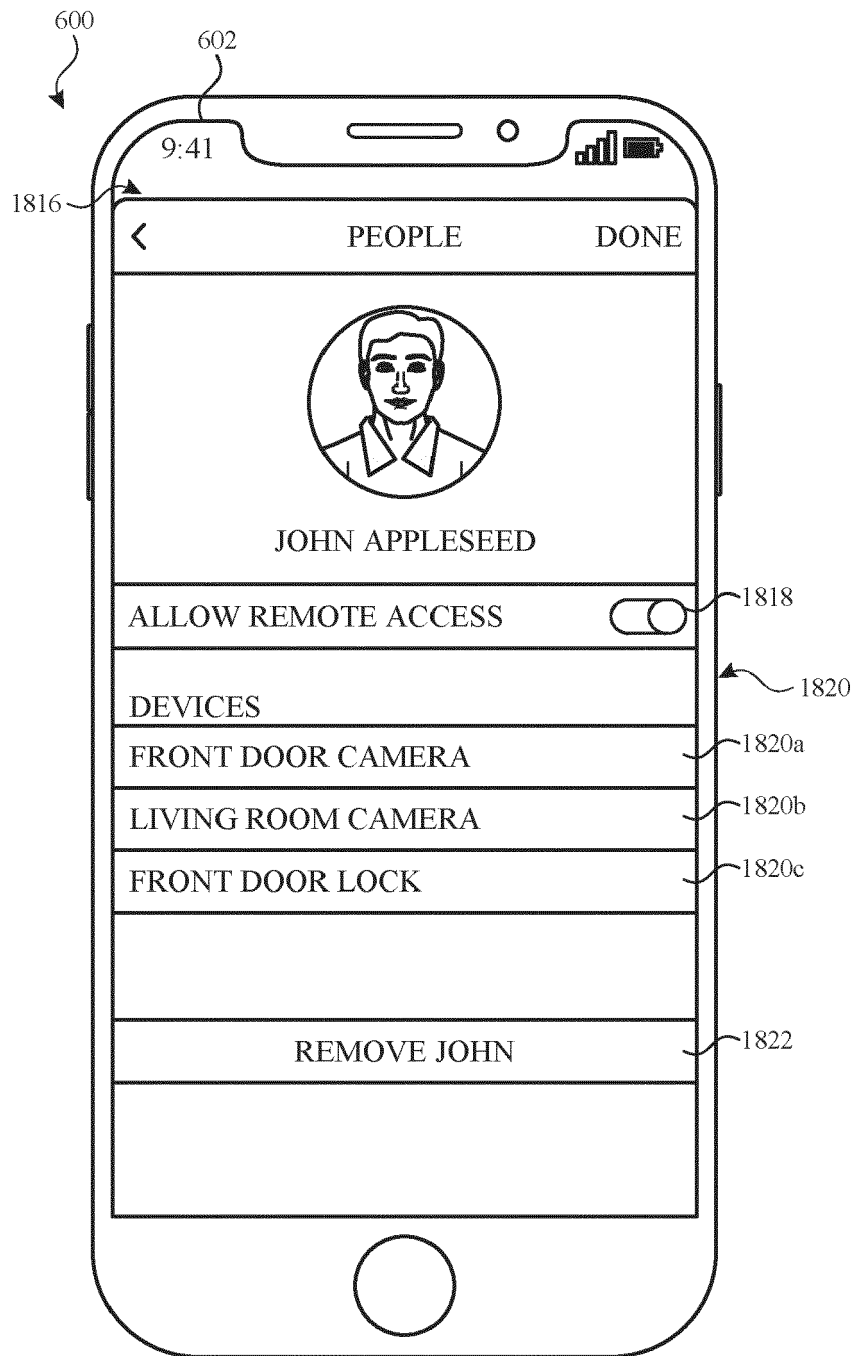 600
602
9:41
1816
< PEOPLE DONE
JOHN APPLESEED
ALLOW REMOTE ACCESS
1818
1820
DEVICES
FRONT DOOR CAMERA
1820a
LIVING ROOM CAMERA
1820b
FRONT DOOR LOCK
1820c
REMOVE JOHN
1822